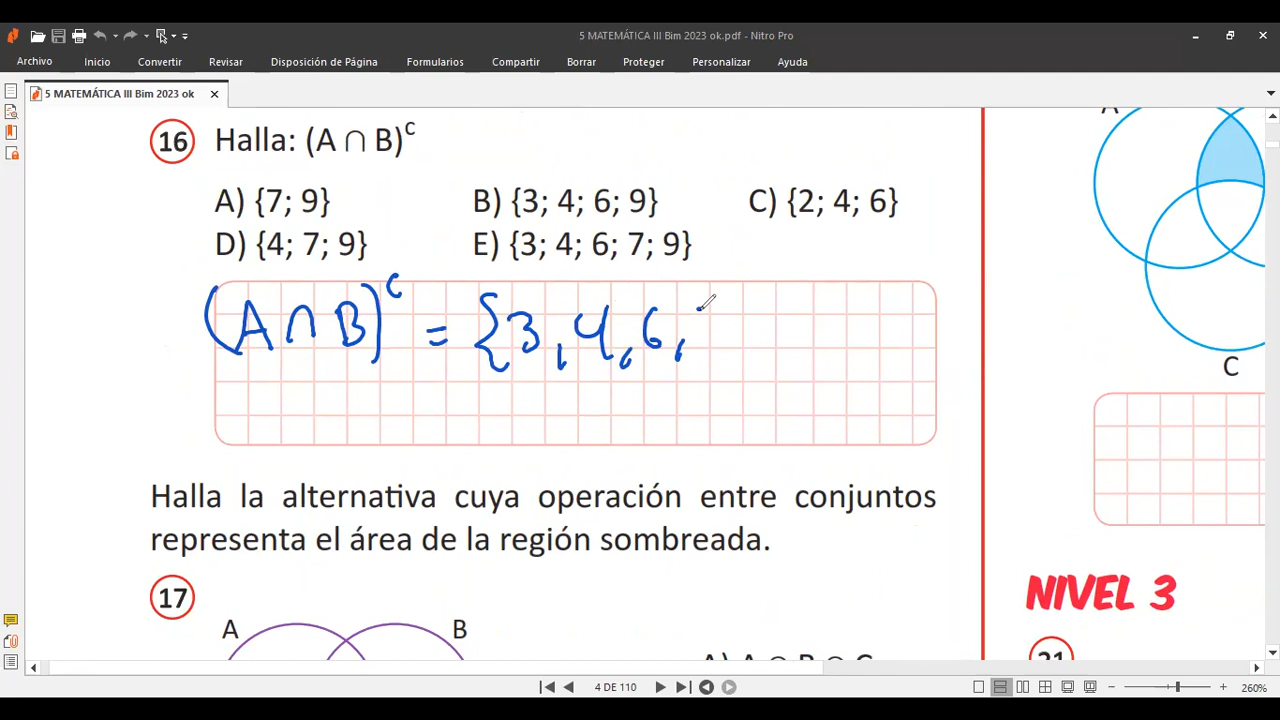 5 MATEMÁTICA III Bim 2023 ok.pdf - Nitro Pro
Archivo Inicio Convertir Revisar Disposición de Página Formularios Compartir Borrar Proteger Personalizar Ayuda
5 MATEMÁTICA III Bim 2023 ok
16 Halla: (A ∩ B)ᶜ
A) {7; 9} B) {3; 4; 6; 9} C) {2; 4; 6}
D) {4; 7; 9} E) {3; 4; 6; 7; 9}
(A ∩ B)ᶜ = {3, 4, 6,
Halla la alternativa cuya operación entre conjuntos
representa el área de la región sombreada.
17
A B
A
C
NIVEL 3
4 DE 110
260%